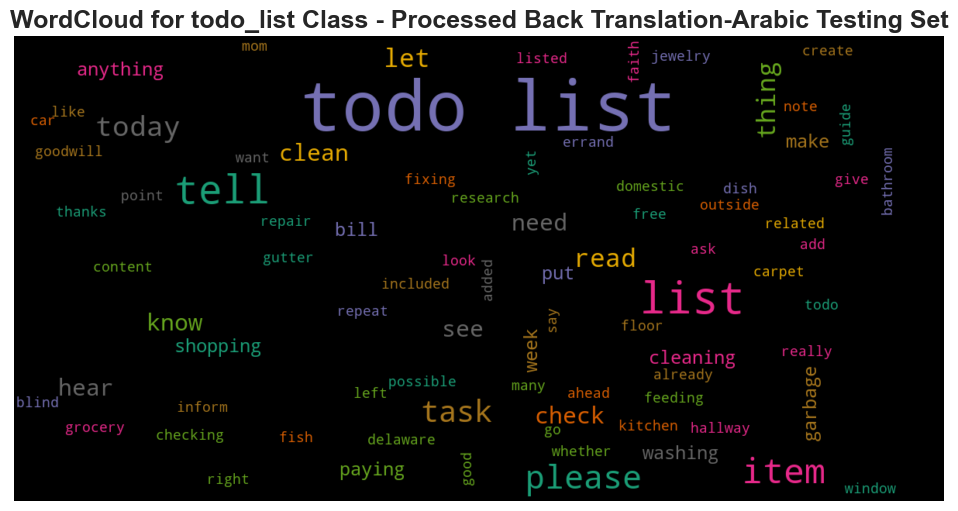 WordCloud for todo_list Class - Processed Back Translation-Arabic Testing Set
mom
let
listed
faith
jewelry
create
anything
todo list
thing
car
like
today
note
guide
make
goodwill
want
clean
errand
yet
tell
fixing
research
domestic
dish
give
bathroom
point
outside
thanks
repair
bill
need
free
related
content
gutter
look
added
put
read
ask
add
carpet
included
list
todo
know
repeat
see
say
floor
shopping
week
cleaning
really
hear
possible
left
many
already
garbage
blind
inform
task
check
ahead
feeding
grocery
checking
fish
delaware
go
kitchen
hallway
whether
washing
right
paying
good
please
item
window